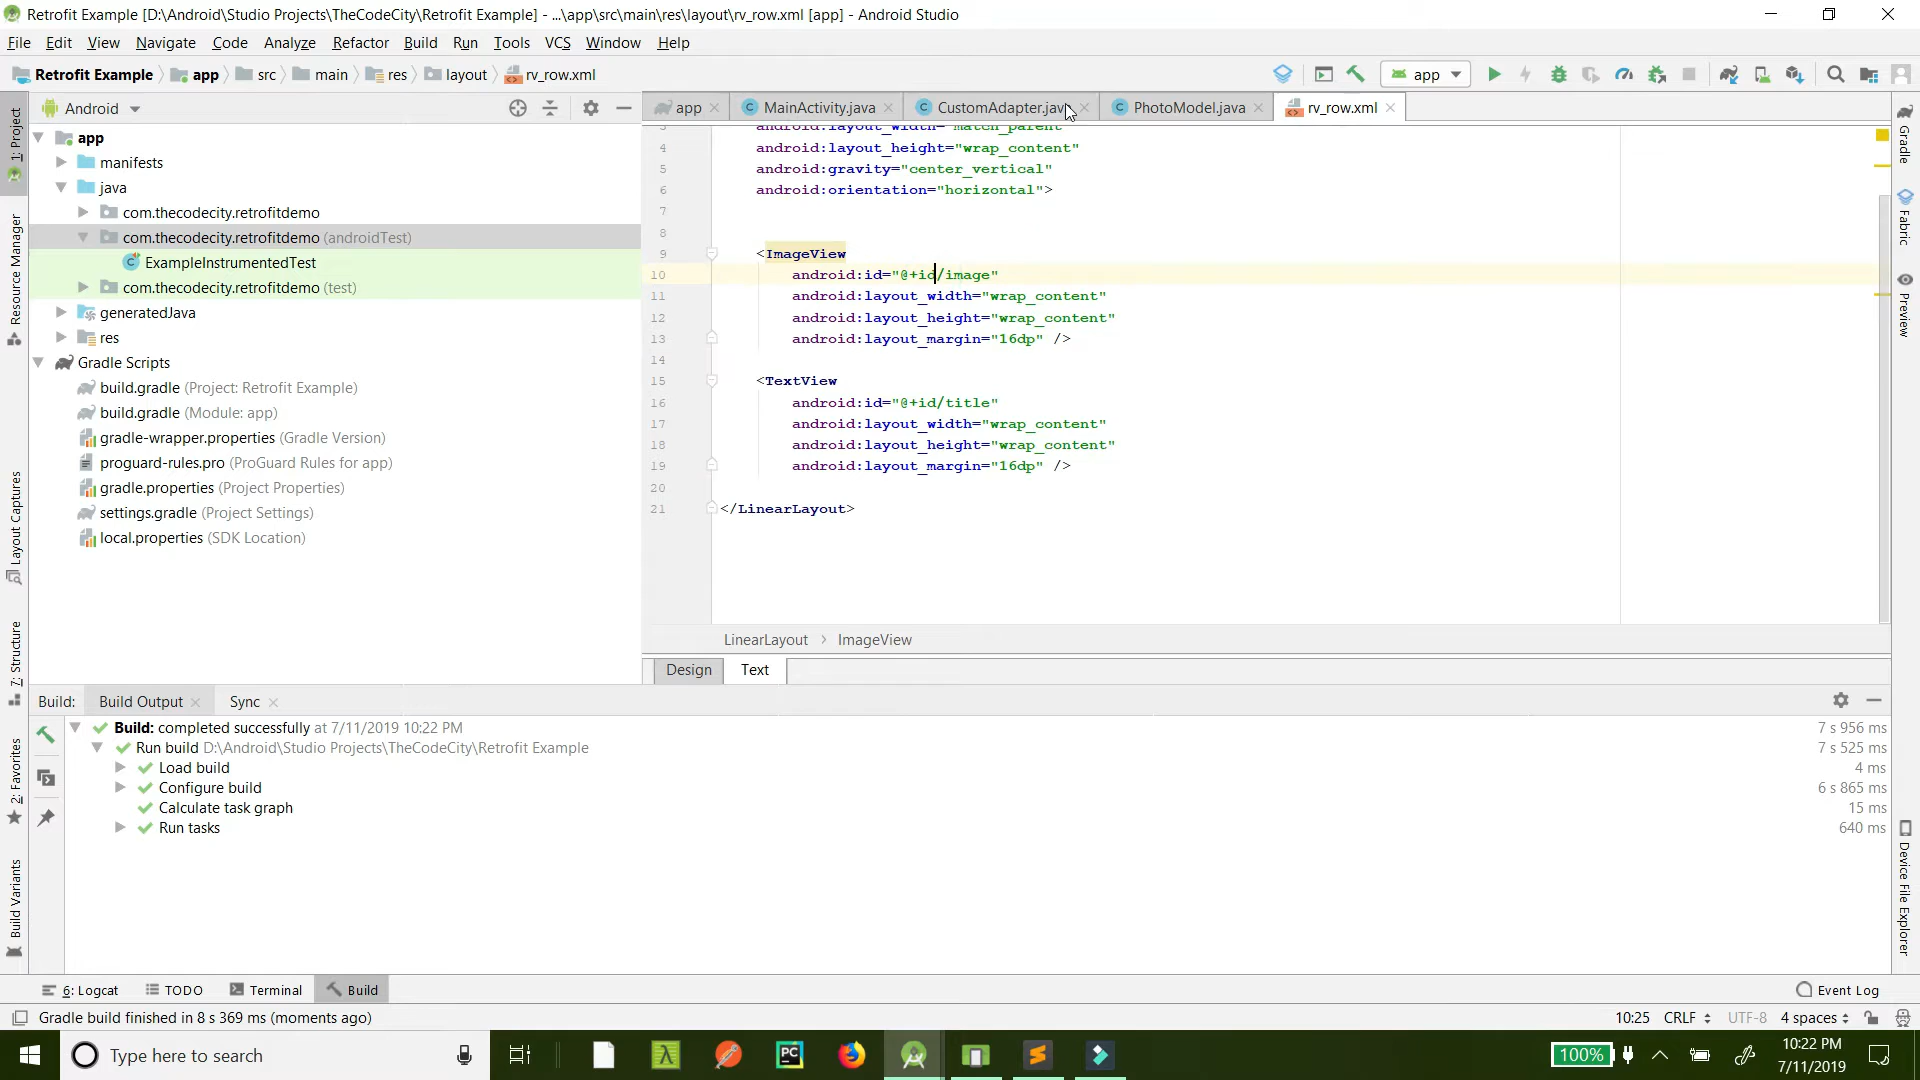 Retrofit Example [D:\Android\Studio Projects\TheCodeCity\Retrofit Example] - ...\app\src\main\res\layout\rv_row.xml [app] - Android Studio
File Edit View Navigate Code Analyze Refactor Build Run Tools VCS Window Help
Retrofit Example app src main res layout rv_row.xml
app
Android
app MainActivity.java CustomAdapter.java PhotoModel.java rv_row.xml
1: Project
Resource Manager
Layout Captures
7: Structure
2: Favorites
Build Variants
app
manifests
java
com.thecodecity.retrofitdemo
com.thecodecity.retrofitdemo (androidTest)
ExampleInstrumentedTest
com.thecodecity.retrofitdemo (test)
generatedJava
res
Gradle Scripts
build.gradle (Project: Retrofit Example)
build.gradle (Module: app)
gradle-wrapper.properties (Gradle Version)
proguard-rules.pro (ProGuard Rules for app)
gradle.properties (Project Properties)
settings.gradle (Project Settings)
local.properties (SDK Location)
3 android:layout_width="match_parent"
4 android:layout_height="wrap_content"
5 android:gravity="center_vertical"
6 android:orientation="horizontal">
7
8
9 <ImageView
10 android:id="@+id/image"
11 android:layout_width="wrap_content"
12 android:layout_height="wrap_content"
13 android:layout_margin="16dp" />
14
15 <TextView
16 android:id="@+id/title"
17 android:layout_width="wrap_content"
18 android:layout_height="wrap_content"
19 android:layout_margin="16dp" />
20
21 </LinearLayout>
LinearLayout › ImageView
Design Text
Gradle
Fabric
Preview
Device File Explorer
Build: Build Output Sync
Build: completed successfully at 7/11/2019 10:22 PM 7 s 956 ms
Run build D:\Android\Studio Projects\TheCodeCity\Retrofit Example 7 s 525 ms
Load build 4 ms
Configure build 6 s 865 ms
Calculate task graph 15 ms
Run tasks 640 ms
6: Logcat TODO Terminal Build Event Log
Gradle build finished in 8 s 369 ms (moments ago) 10:25 CRLF UTF-8 4 spaces
Type here to search
PC
100%
10:22 PM
7/11/2019